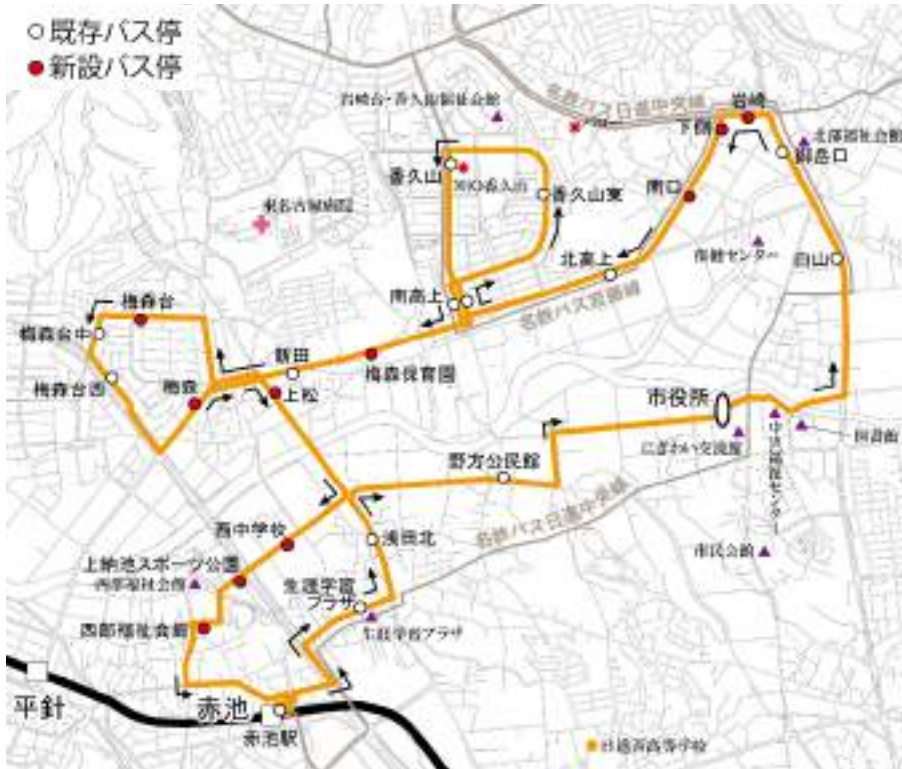 既存バス停
新設バス停
名鉄バス日進中央線
岩崎
岩崎台・香久山福祉会館
下側
北部福祉会館
御岳口
香久山
香久山東
南口
東名古屋病院
保健センター
白山
北高上
南高上
名鉄バス岩崎線
梅森台
梅森台中
新田
梅森保育園
梅森台西
梅森
上松
市役所
にぎわい交流館
中央福祉センター
図書館
野方公民館
名鉄バス日進中央線
西中学校
浅田北
市民会館
上納池スポーツ公園
西部福祉会館
生涯学習
プラザ
西部福祉会館
生涯学習プラザ
平針
赤池
赤池駅
日進西高等学校